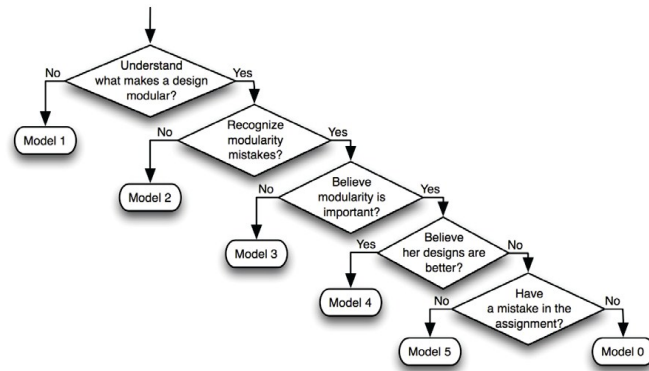 Understand
what makes a design
modular?
No
Yes
Model 1
Recognize
modularity
mistakes?
No
Yes
Model 2
Believe
modularity is
important?
No
Yes
Model 3
Believe
her designs are
better?
Yes
No
Model 4
Have
a mistake in the
assignment?
No
No
Model 5
Model 0